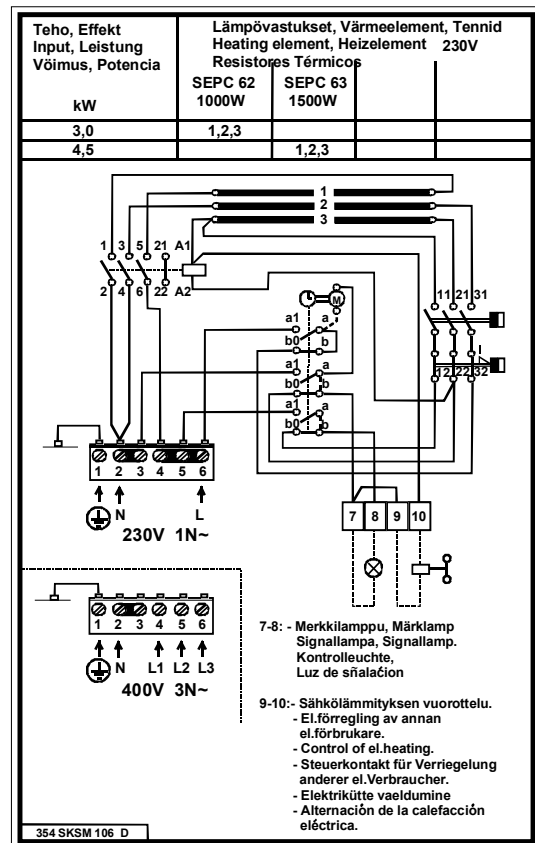 Teho, Effekt
Input, Leistung
Vöimus, Potencia
kW
Lämpövastukset, Värmeelement, Tennid
Heating element, Heizelement 230V
Resistores Térmicos
SEPC 62
1000W
SEPC 63
1500W
3,0 1,2,3
4,5 1,2,3
1
2
3
1 3 5 21 A1
2 4 6 22 A2
11 21 31
M
a1 a
b0 b
I
12 22 32
a1 a
b0 b
a1 a
b0 b
1 2 3 4 5 6
N L
230V 1N~
7 8 9 10
1 2 3 4 5 6
N L1 L2 L3
400V 3N~
7-8: - Merkkilamppu, Märklamp
Signallampa, Signallamp.
Kontrolleuchte,
Luz de sñalaćion
9-10:- Sähkölämmityksen vuorottelu.
- El.förregling av annan
el.förbrukare.
- Control of el.heating.
- Steuerkontakt für Verriegelung
anderer el.Verbraucher.
- Elektrikütte vaeldumine
- Alternación de la calefacción
eléctrica.
354 SKSM 106 D